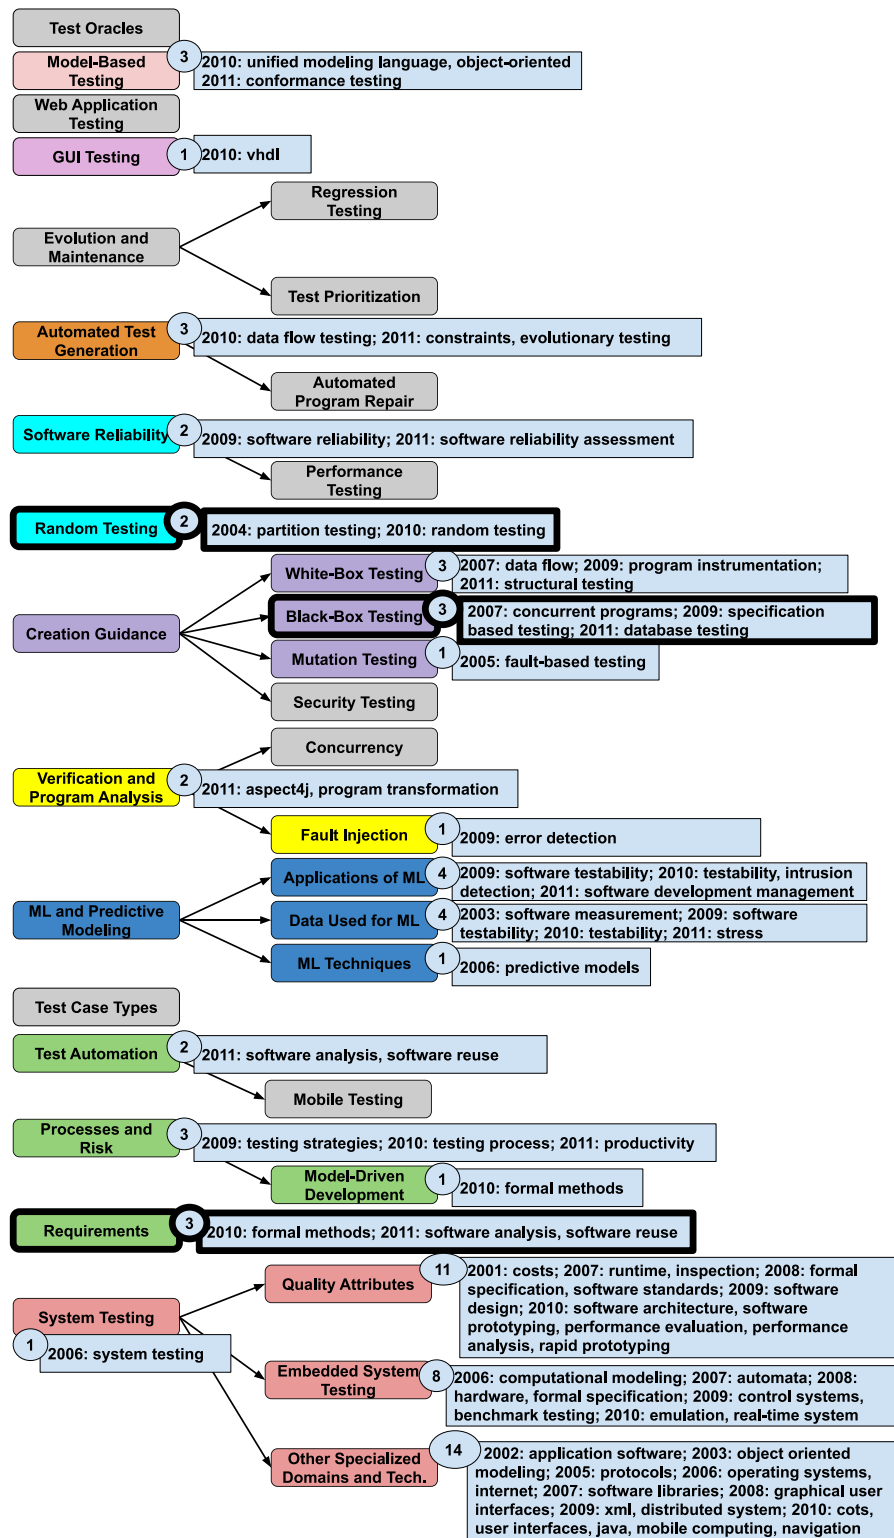 Test Oracles
Model-Based
Testing
3
2010: unified modeling language, object-oriented
2011: conformance testing
Web Application
Testing
GUI Testing
1
2010: vhdl
Regression
Testing
Evolution and
Maintenance
Test Prioritization
Automated Test
Generation
3
2010: data flow testing; 2011: constraints, evolutionary testing
Automated
Program Repair
Software Reliability
2
2009: software reliability; 2011: software reliability assessment
Performance
Testing
Random Testing
2
2004: partition testing; 2010: random testing
White-Box Testing
3
2007: data flow; 2009: program instrumentation;
2011: structural testing
Creation Guidance
Black-Box Testing
3
2007: concurrent programs; 2009: specification
based testing; 2011: database testing
Mutation Testing
1
2005: fault-based testing
Security Testing
Concurrency
Verification and
Program Analysis
2
2011: aspect4j, program transformation
Fault Injection
1
2009: error detection
Applications of ML
4
2009: software testability; 2010: testability, intrusion
detection; 2011: software development management
ML and Predictive
Modeling
Data Used for ML
4
2003: software measurement; 2009: software
testability; 2010: testability; 2011: stress
ML Techniques
1
2006: predictive models
Test Case Types
Test Automation
2
2011: software analysis, software reuse
Mobile Testing
Processes and
Risk
3
2009: testing strategies; 2010: testing process; 2011: productivity
Model-Driven
Development
1
2010: formal methods
Requirements
3
2010: formal methods; 2011: software analysis, software reuse
Quality Attributes
11
2001: costs; 2007: runtime, inspection; 2008: formal
specification, software standards; 2009: software
design; 2010: software architecture, software
prototyping, performance evaluation, performance
analysis, rapid prototyping
System Testing
1
2006: system testing
Embedded System
Testing
8
2006: computational modeling; 2007: automata; 2008:
hardware, formal specification; 2009: control systems,
benchmark testing; 2010: emulation, real-time system
Other Specialized
Domains and Tech.
14
2002: application software; 2003: object oriented
modeling; 2005: protocols; 2006: operating systems,
internet; 2007: software libraries; 2008: graphical user
interfaces; 2009: xml, distributed system; 2010: cots,
user interfaces, java, mobile computing, navigation